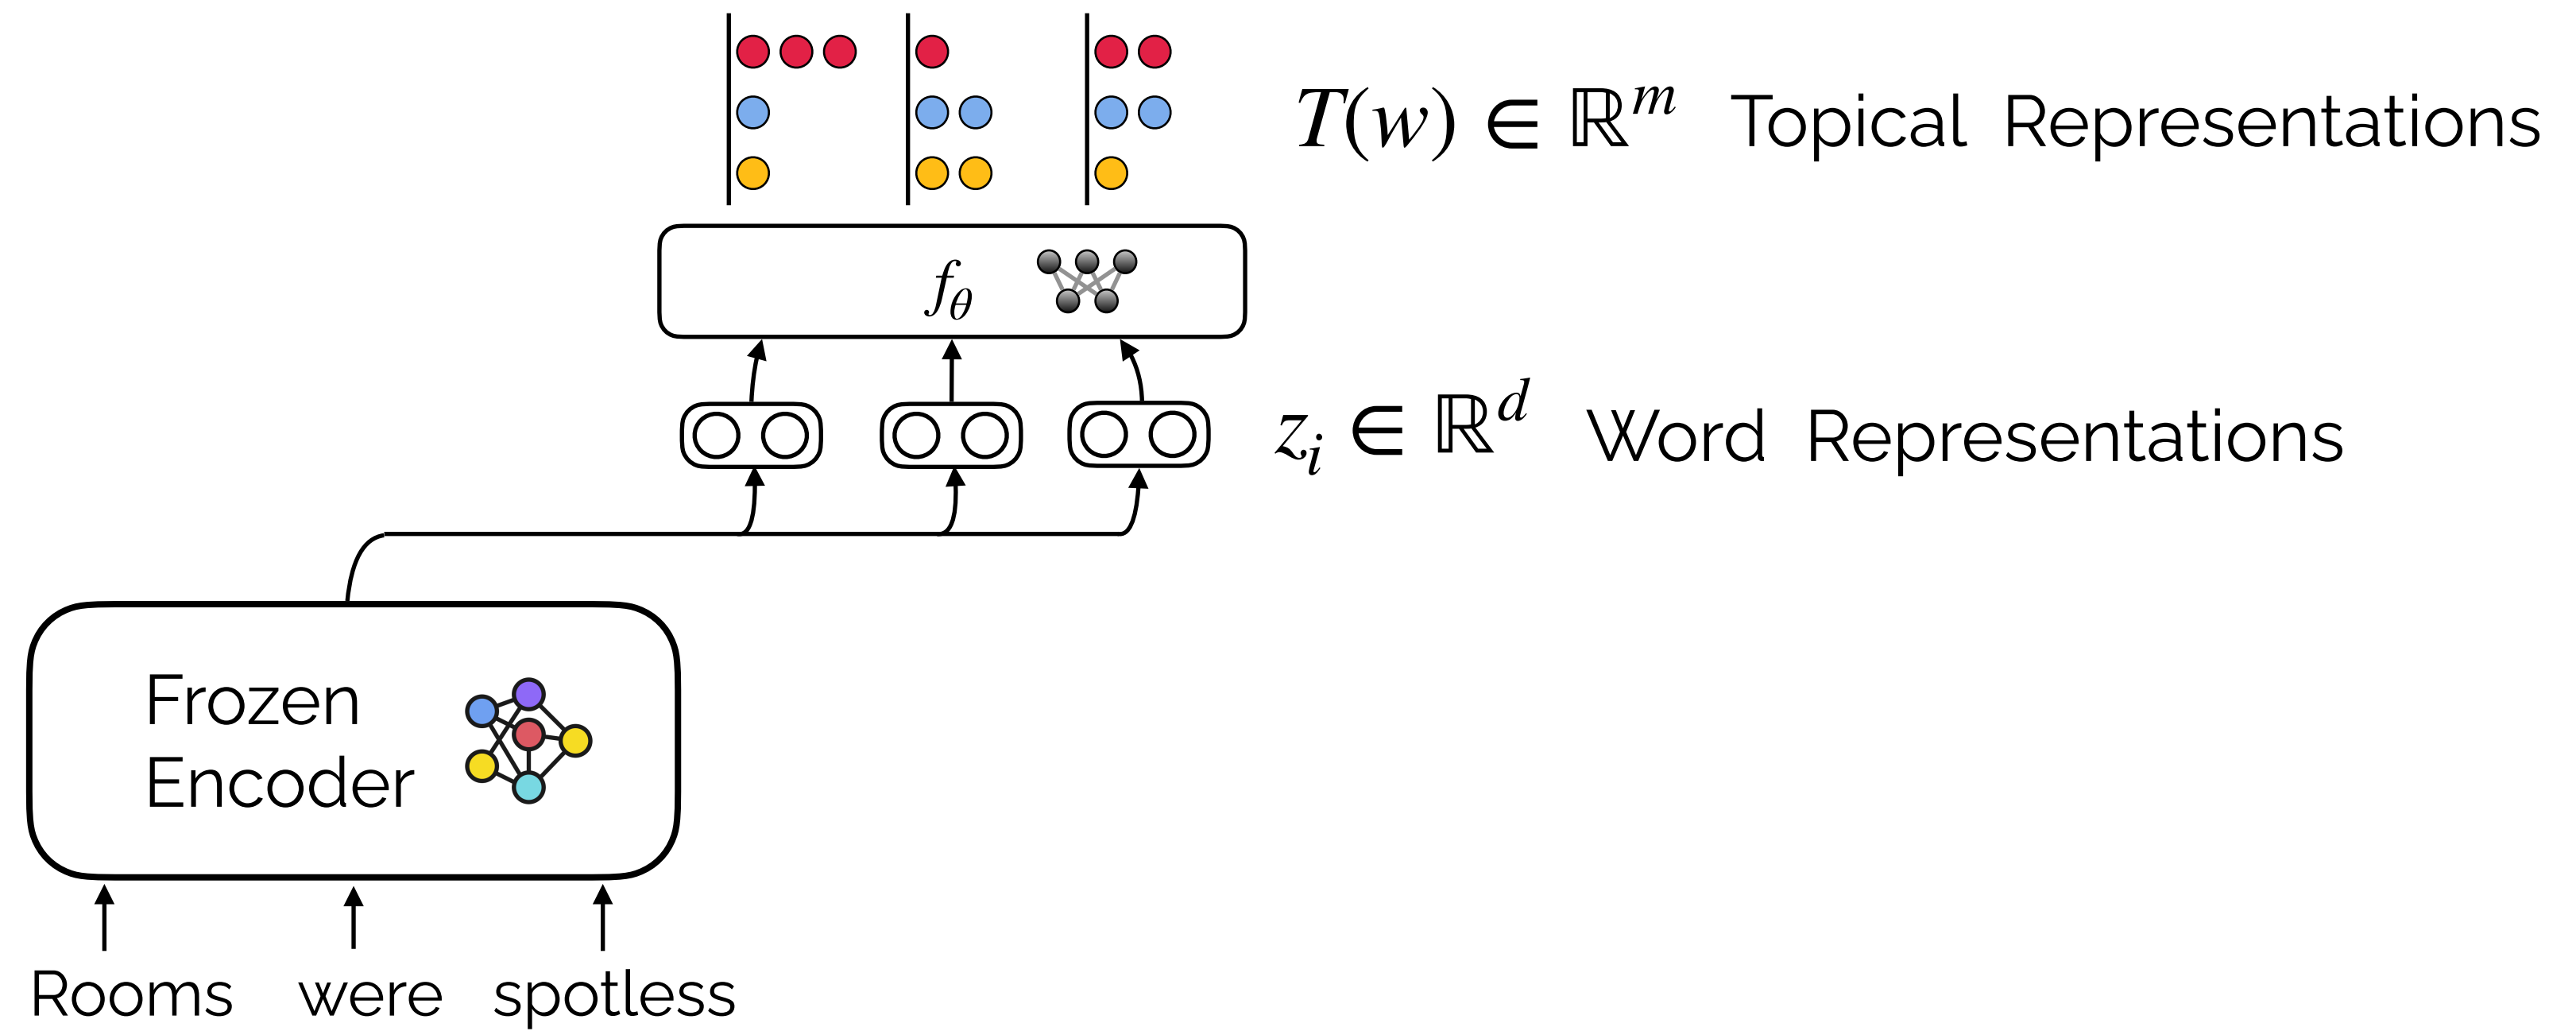 T(w) ∈ ℝ^m Topical Representations
f_θ
z_i ∈ ℝ^d Word Representations
Frozen
Encoder
Rooms were spotless